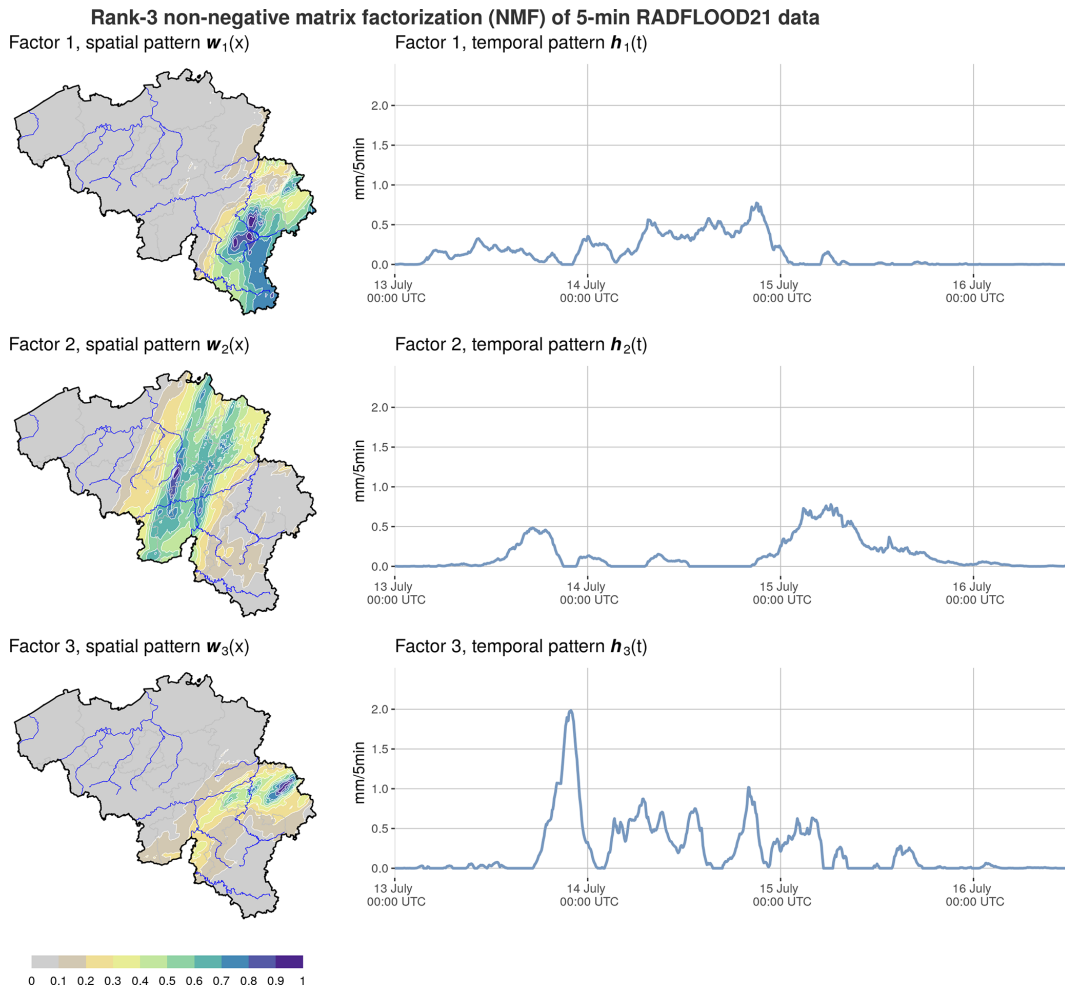 Rank-3 non-negative matrix factorization (NMF) of 5-min RADFLOOD21 data
Factor 1, spatial pattern w1(x)
Factor 1, temporal pattern h1(t)
mm/5min
2.0
1.5
1.0
0.5
0.0
13 July
00:00 UTC
14 July
00:00 UTC
15 July
00:00 UTC
16 July
00:00 UTC
Factor 2, spatial pattern w2(x)
Factor 2, temporal pattern h2(t)
mm/5min
2.0
1.5
1.0
0.5
0.0
13 July
00:00 UTC
14 July
00:00 UTC
15 July
00:00 UTC
16 July
00:00 UTC
Factor 3, spatial pattern w3(x)
Factor 3, temporal pattern h3(t)
mm/5min
2.0
1.5
1.0
0.5
0.0
13 July
00:00 UTC
14 July
00:00 UTC
15 July
00:00 UTC
16 July
00:00 UTC
0 0.1 0.2 0.3 0.4 0.5 0.6 0.7 0.8 0.9 1